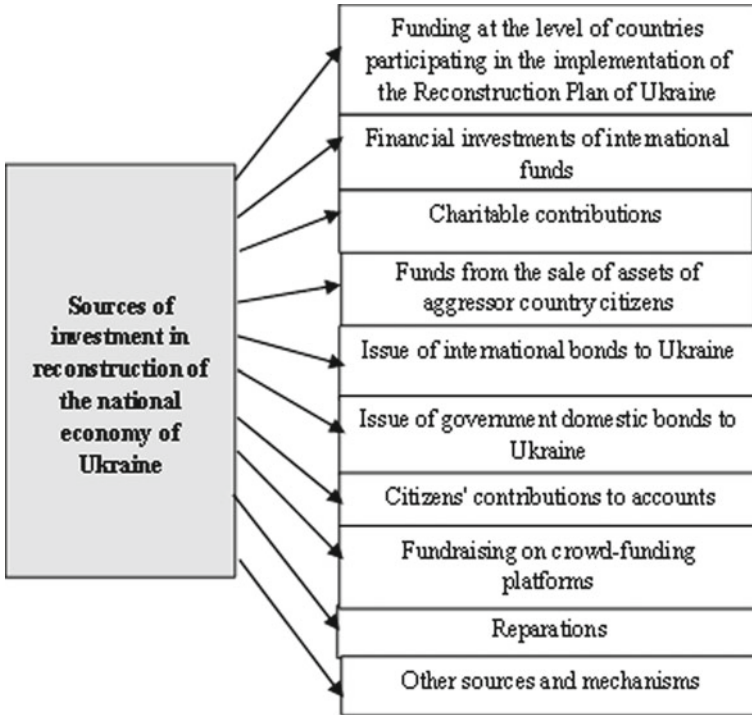 Sources of
investment in
reconstruction of
the national
economy of
Ukraine
Funding at the level of countries
participating in the implementation of
the Reconstruction Plan of Ukraine
Financial investments of international
funds
Charitable contributions
Funds from the sale of assets of
aggressor country citizens
Issue of international bonds to Ukraine
Issue of government domestic bonds to
Ukraine
Citizens' contributions to accounts
Fundraising on crowd-funding
platforms
Reparations
Other sources and mechanisms